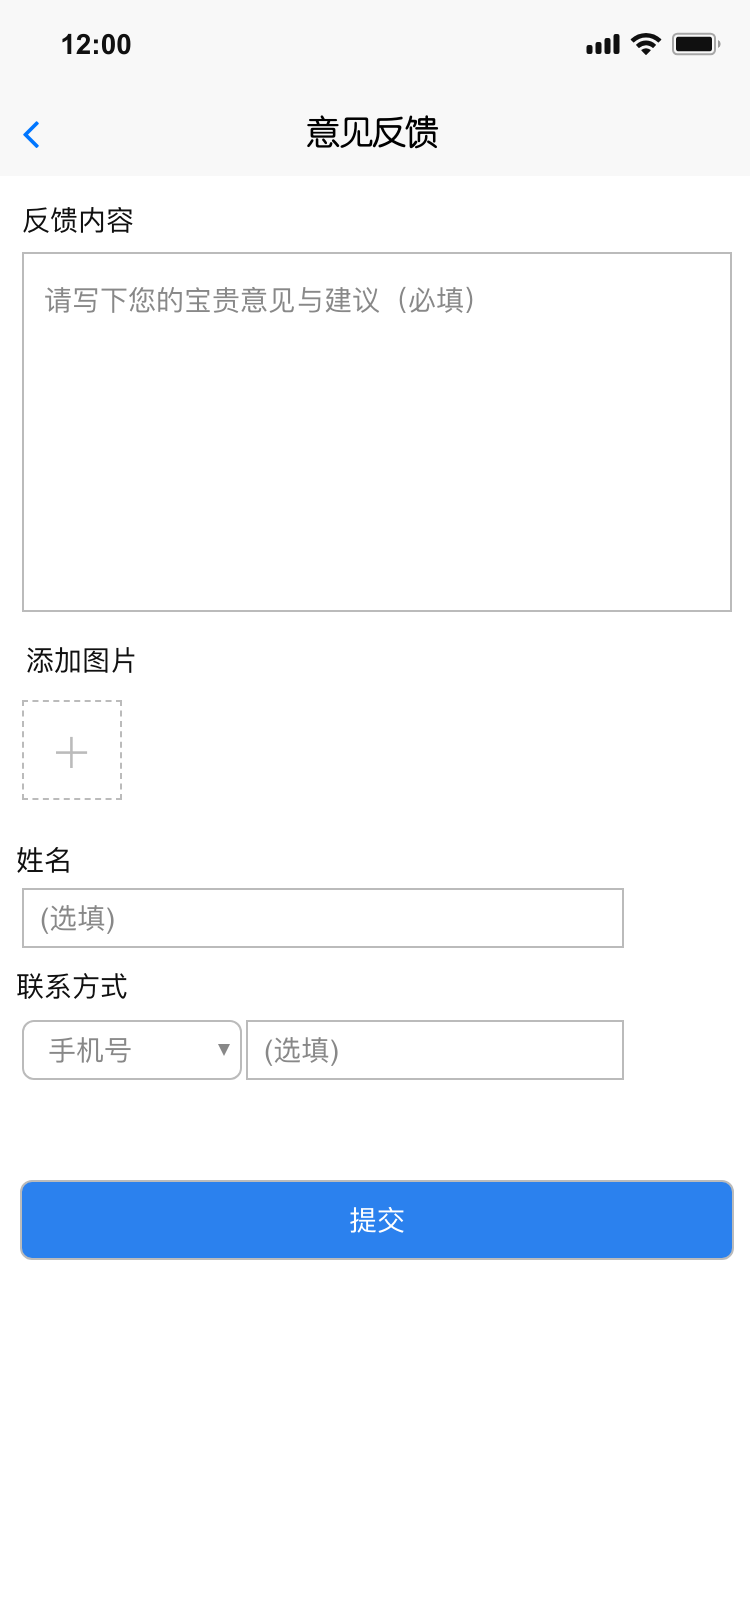 12:00
意见反馈
反馈内容
请写下您的宝贵意见与建议（必填）
添加图片
姓名
(选填)
联系方式
手机号 ▼ (选填)
提交